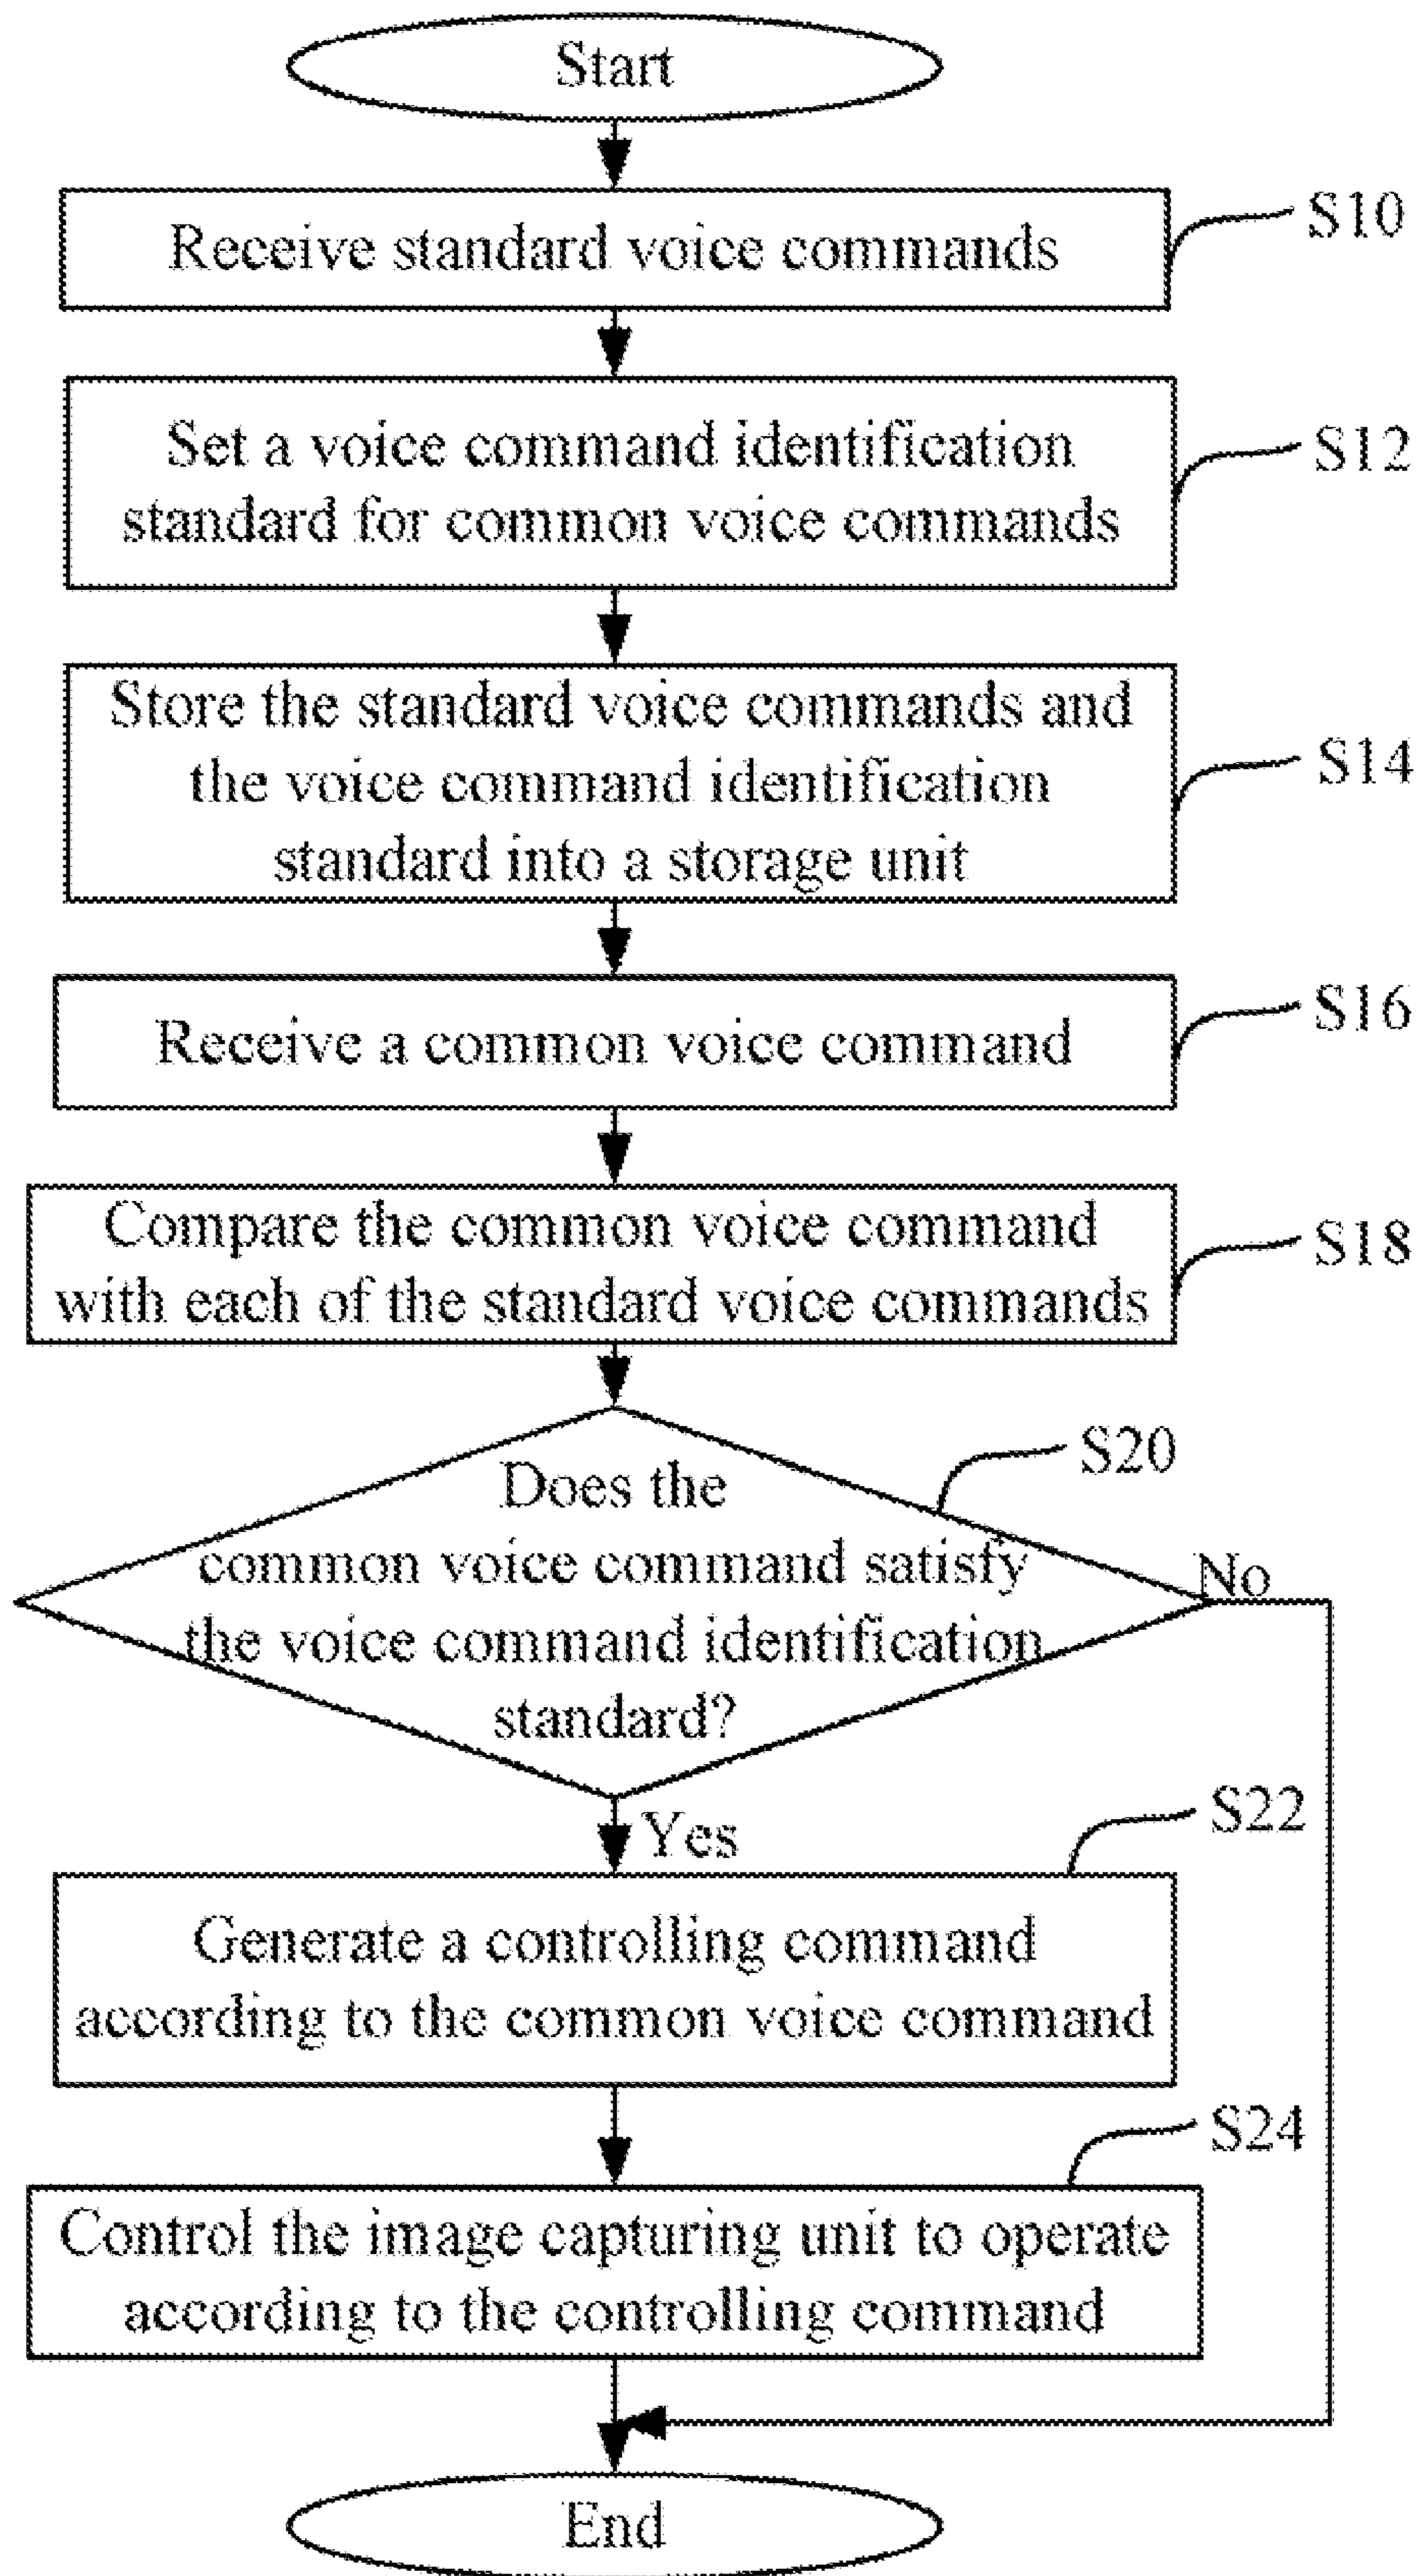 Start
Receive standard voice commands
S10
Set a voice command identification
standard for common voice commands
S12
Store the standard voice commands and
the voice command identification
standard into a storage unit
S14
Receive a common voice command
S16
Compare the common voice command
with each of the standard voice commands
S18
Does the
common voice command satisfy
the voice command identification
standard?
S20
No
Yes
Generate a controlling command
according to the common voice command
S22
Control the image capturing unit to operate
according to the controlling command
S24
End